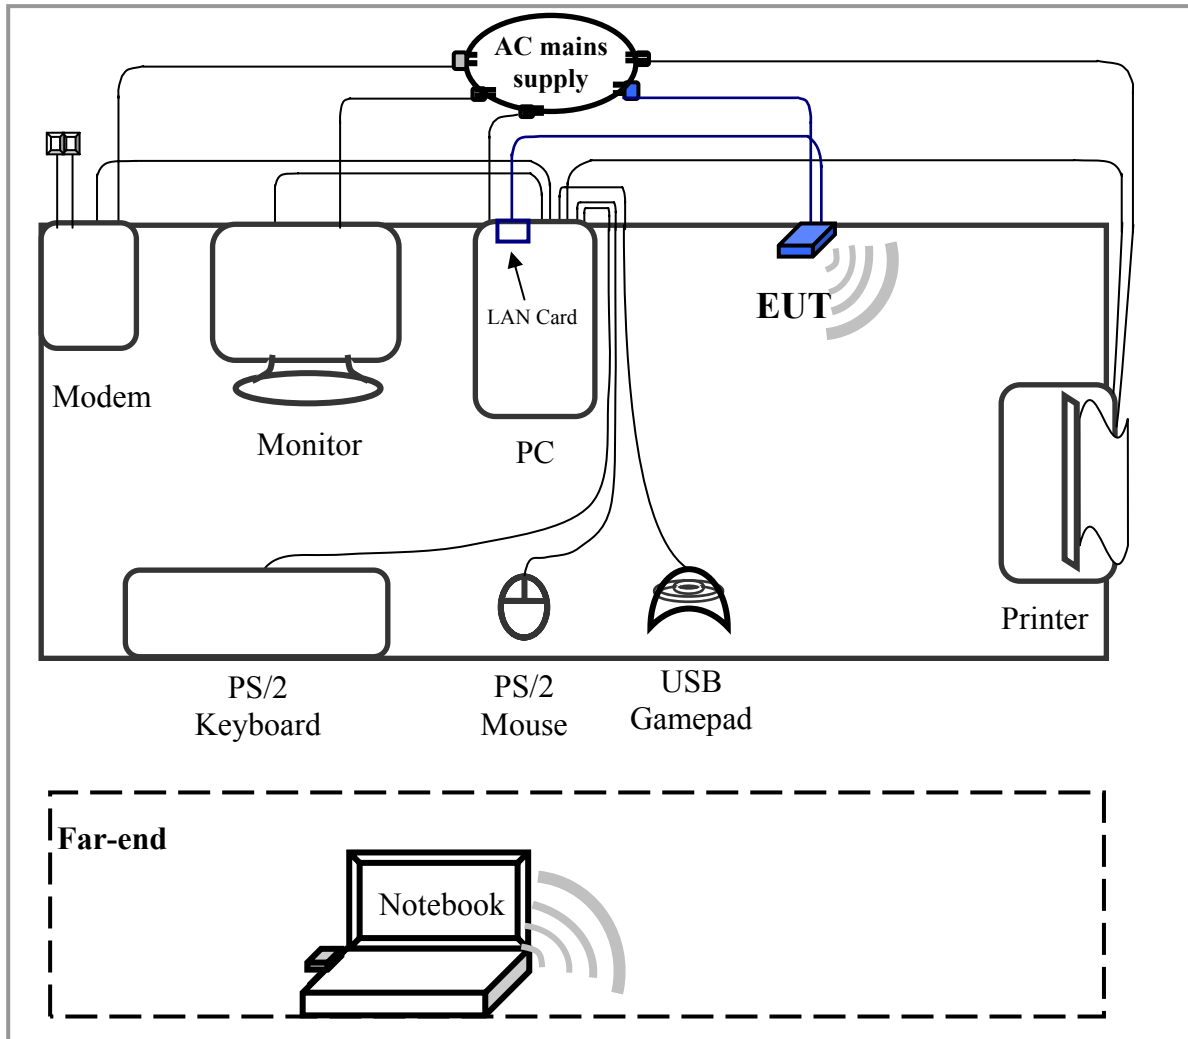 AC mains
supply
LAN Card
EUT
Modem
Monitor
PC
Printer
PS/2
Keyboard
PS/2
Mouse
USB
Gamepad
Far-end
Notebook